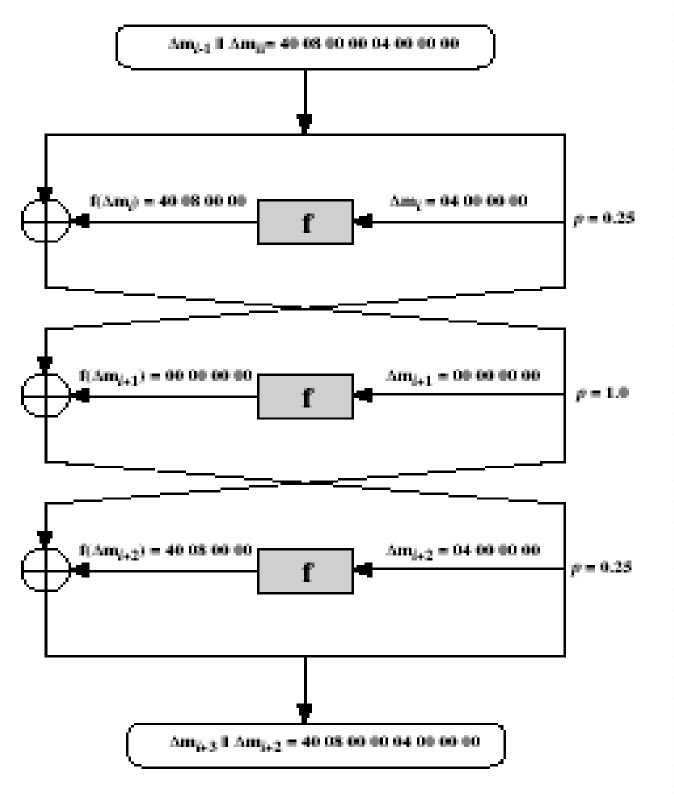 Δm_{i-1} || Δm_{ii}= 40 08 00 00 04 00 00 00
f(Δm_i) = 40 08 00 00
f
Δm_i = 04 00 00 00
p = 0.25
f(Δm_{i+1}) = 00 00 00 00
f
Δm_{i+1} = 00 00 00 00
p = 1.0
f(Δm_{i+2}) = 40 08 00 00
f
Δm_{i+2} = 04 00 00 00
p = 0.25
Δm_{i+3} || Δm_{i+2} = 40 08 00 00 04 00 00 00